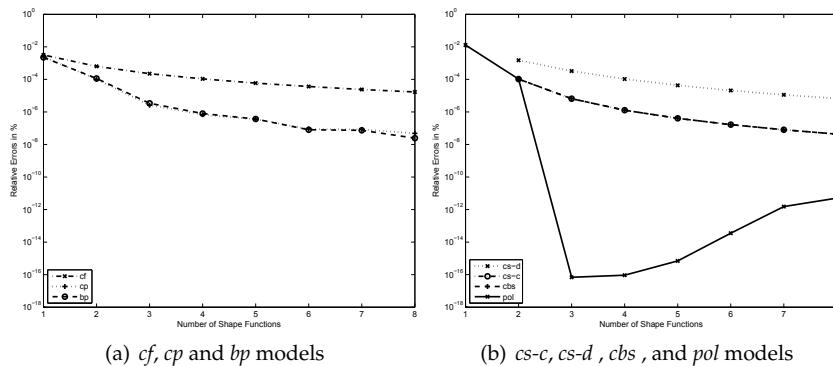 10^0
10^-2
10^-4
10^-6
10^-8
10^-10
10^-12
10^-14
10^-16
10^-18
Relative Errors in %
cf
cp
bp
1 2 3 4 5 6 7 8
Number of Shape Functions
(a) cf, cp and bp models
10^0
10^-2
10^-4
10^-6
10^-8
10^-10
10^-12
10^-14
10^-16
10^-18
Relative Errors in %
cs-d
cs-c
cbs
pol
1 2 3 4 5 6 7
Number of Shape Functions
(b) cs-c, cs-d , cbs , and pol models